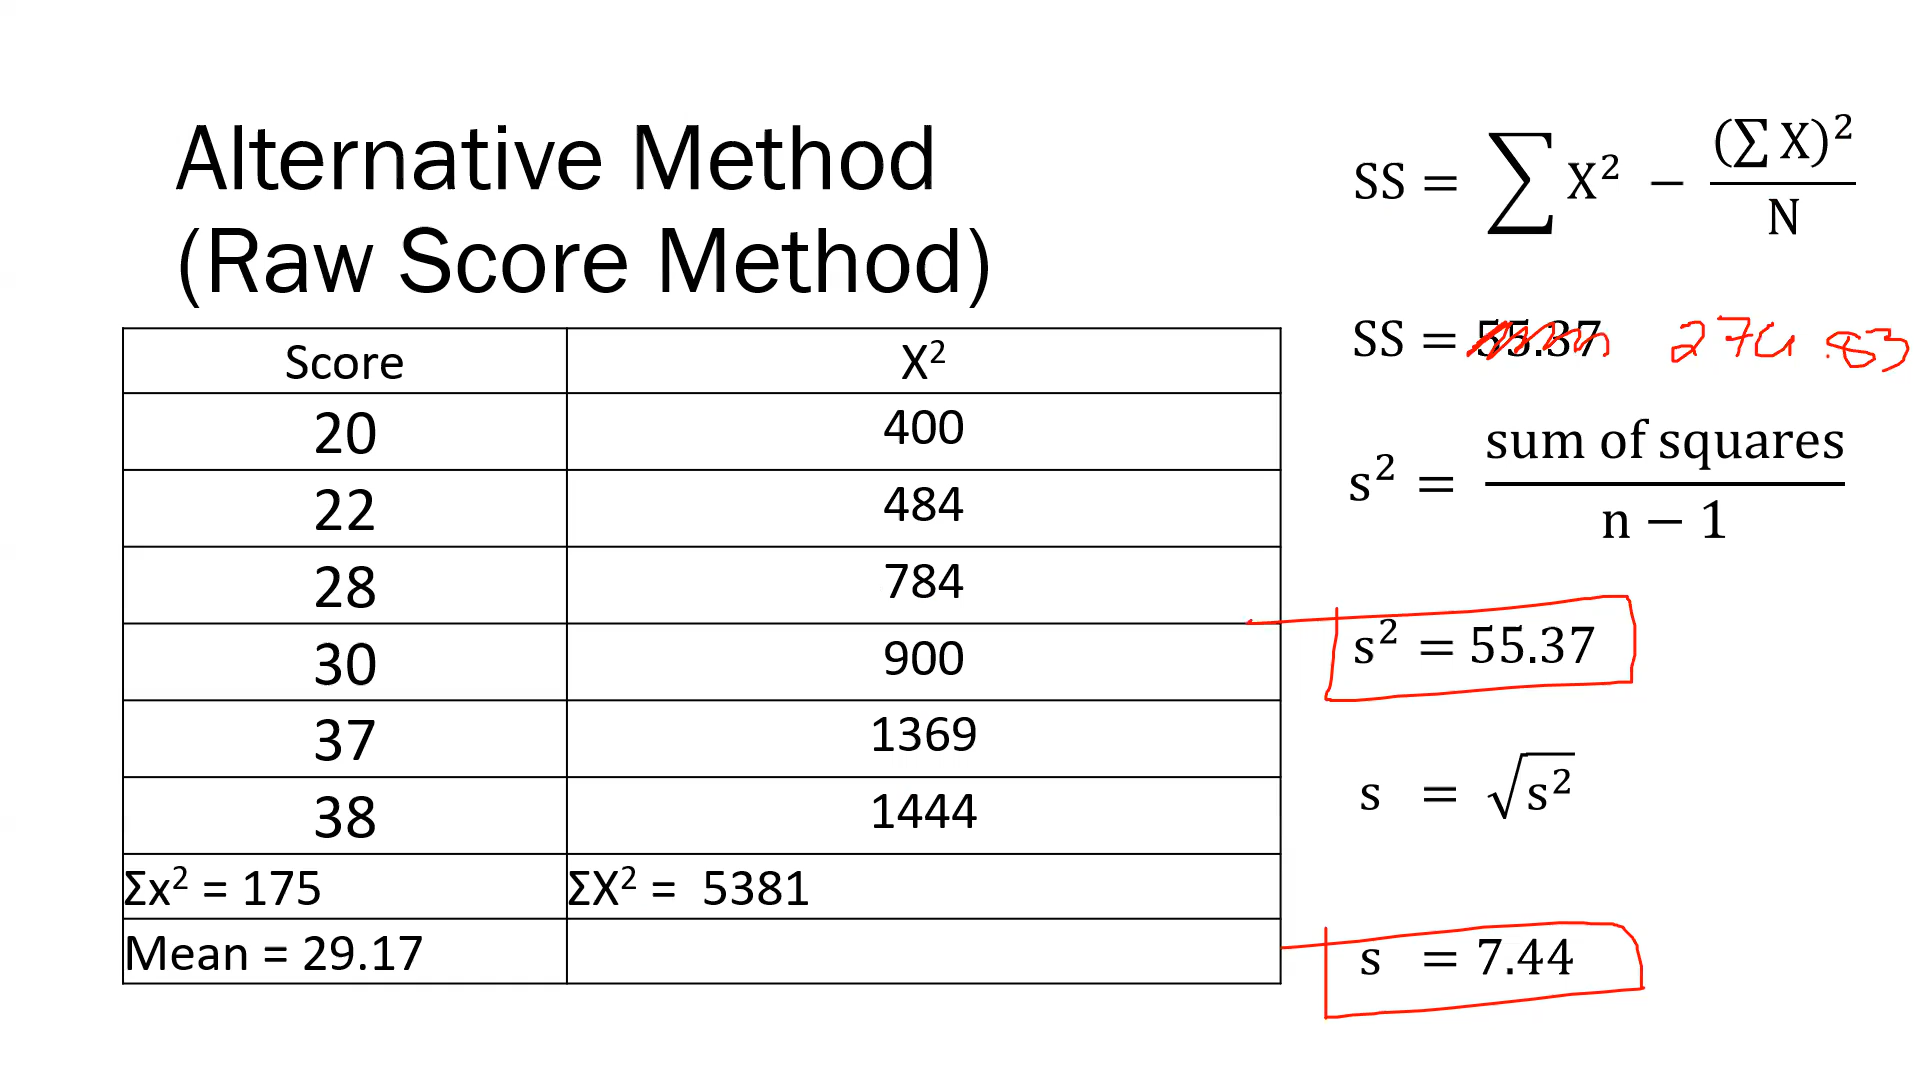 Alternative Method
(Raw Score Method)
SS = ∑ X² − (∑ X)² / N
SS = 55.37 274.83
s² = sum of squares / n − 1
s² = 55.37
s = √s²
s = 7.44
Score X²
20 400
22 484
28 784
30 900
37 1369
38 1444
Σx² = 175 ΣX² = 5381
Mean = 29.17